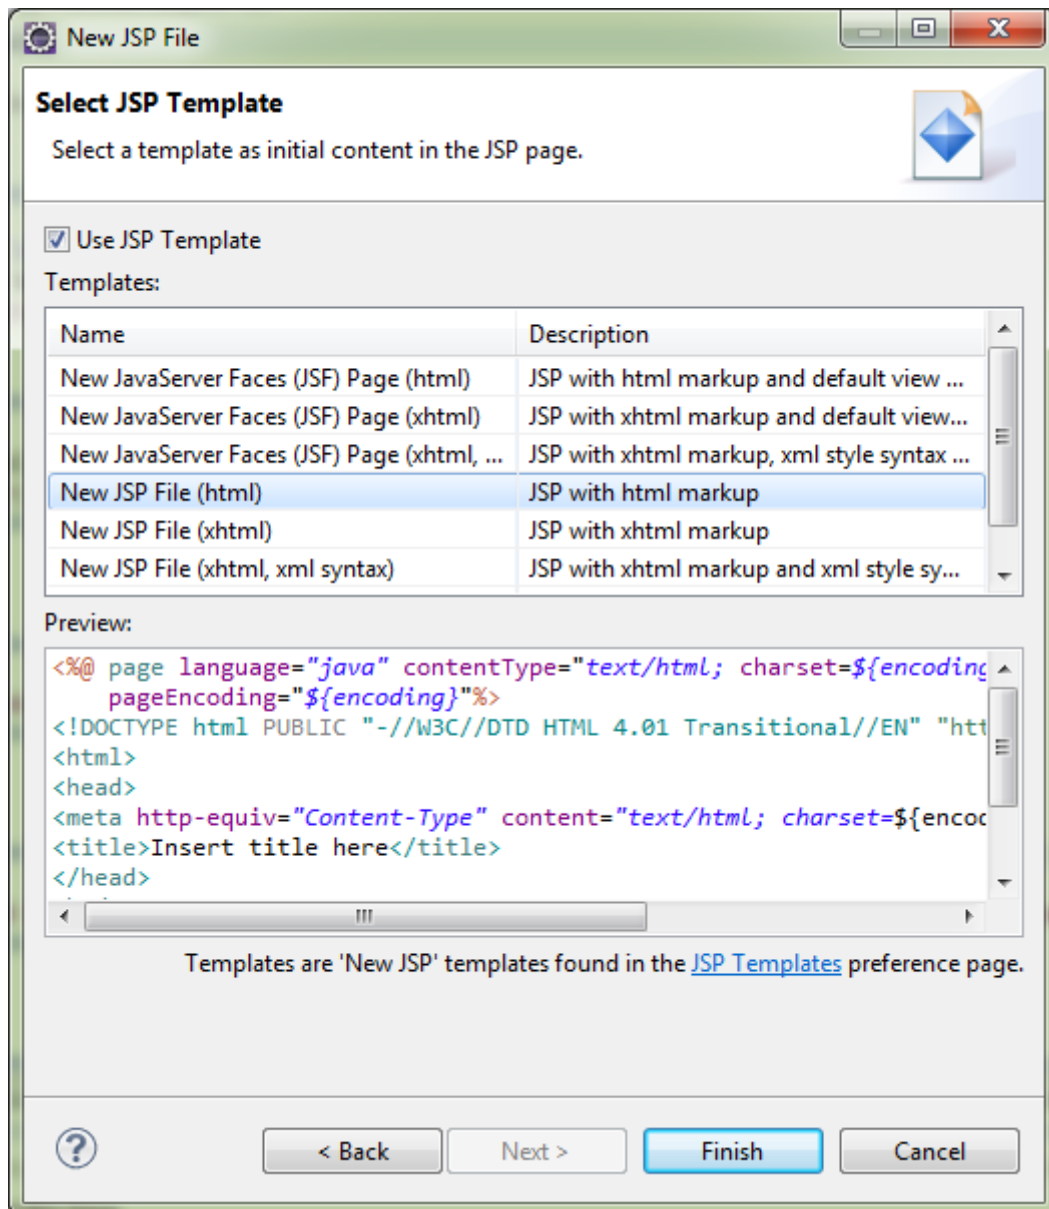 New JSP File
Select JSP Template
Select a template as initial content in the JSP page.
Use JSP Template
Templates:
Name Description
New JavaServer Faces (JSF) Page (html) JSP with html markup and default view ...
New JavaServer Faces (JSF) Page (xhtml) JSP with xhtml markup and default view...
New JavaServer Faces (JSF) Page (xhtml, ... JSP with xhtml markup, xml style syntax ...
New JSP File (html) JSP with html markup
New JSP File (xhtml) JSP with xhtml markup
New JSP File (xhtml, xml syntax) JSP with xhtml markup and xml style sy...
Preview:
<%@ page language="java" contentType="text/html; charset=${encoding
pageEncoding="${encoding}"%>
<!DOCTYPE html PUBLIC "-//W3C//DTD HTML 4.01 Transitional//EN" "htt
<html>
<head>
<meta http-equiv="Content-Type" content="text/html; charset=${encod
<title>Insert title here</title>
</head>
Templates are 'New JSP' templates found in the JSP Templates preference page.
? < Back Next > Finish Cancel